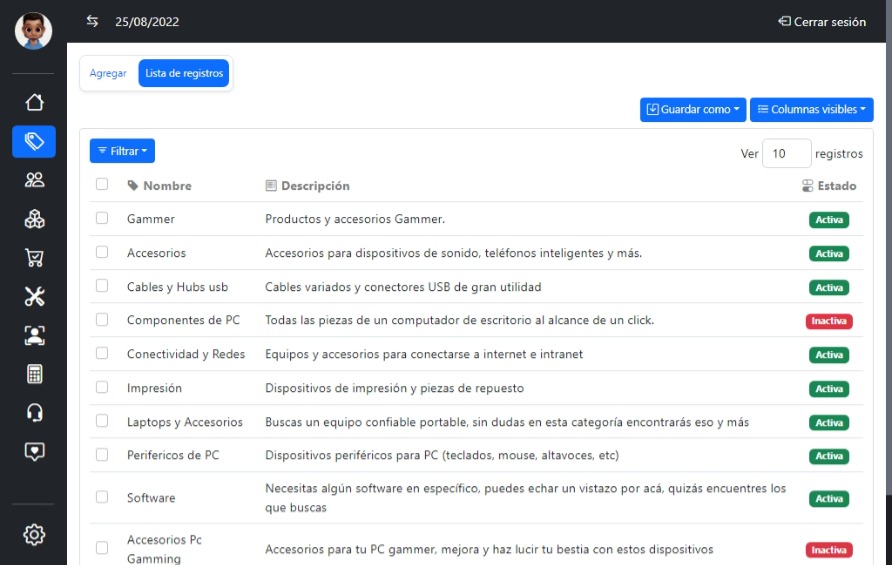 25/08/2022
Cerrar sesión
Agregar
Lista de registros
Guardar como
Columnas visibles
Filtrar
Ver 10 registros
Nombre Descripción Estado
Gammer Productos y accesorios Gammer. Activa
Accesorios Accesorios para dispositivos de sonido, teléfonos inteligentes y más. Activa
Cables y Hubs usb Cables variados y conectores USB de gran utilidad Activa
Componentes de PC Todas las piezas de un computador de escritorio al alcance de un click. Inactiva
Conectividad y Redes Equipos y accesorios para conectarse a internet e intranet Activa
Impresión Dispositivos de impresión y piezas de repuesto Activa
Laptops y Accesorios Buscas un equipo confiable portable, sin dudas en esta categoría encontrarás eso y más Activa
Perifericos de PC Dispositivos periféricos para PC (teclados, mouse, altavoces, etc) Activa
Software
Necesitas algún software en específico, puedes echar un vistazo por acá, quizás encuentres los
que buscas
Activa
Accesorios Pc
Gamming
Accesorios para tu PC gammer, mejora y haz lucir tu bestia con estos dispositivos
Inactiva